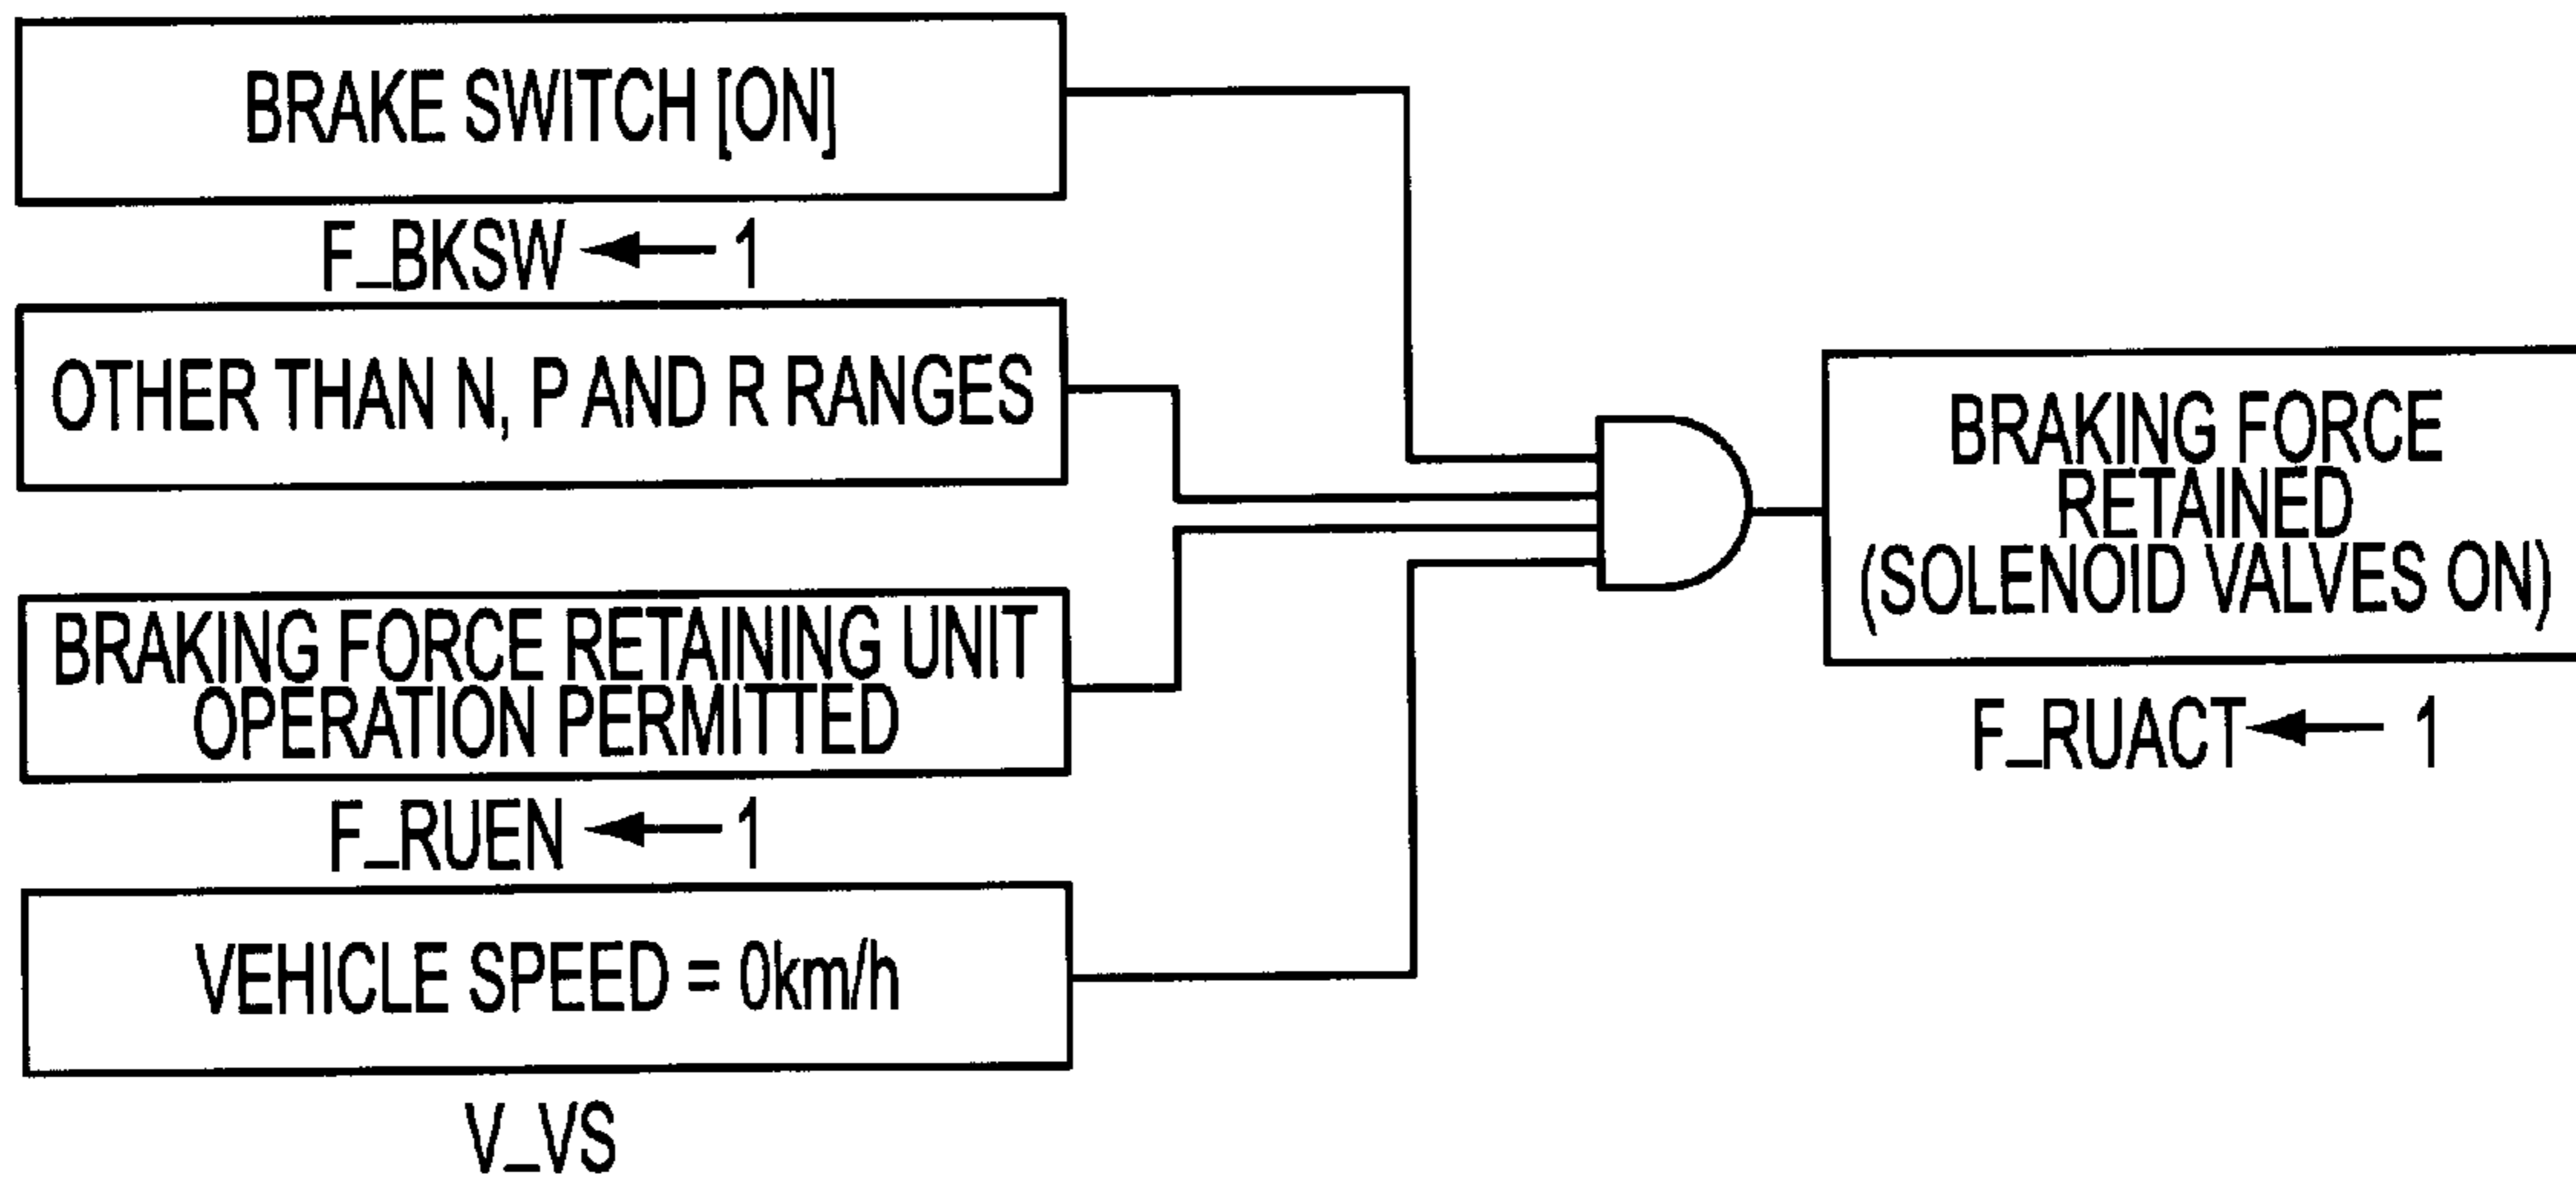 BRAKE SWITCH [ON]
F_BKSW ← 1
OTHER THAN N, P AND R RANGES
BRAKING FORCE RETAINING UNIT
OPERATION PERMITTED
F_RUEN ← 1
VEHICLE SPEED = 0km/h
V_VS
BRAKING FORCE
RETAINED
(SOLENOID VALVES ON)
F_RUACT ← 1